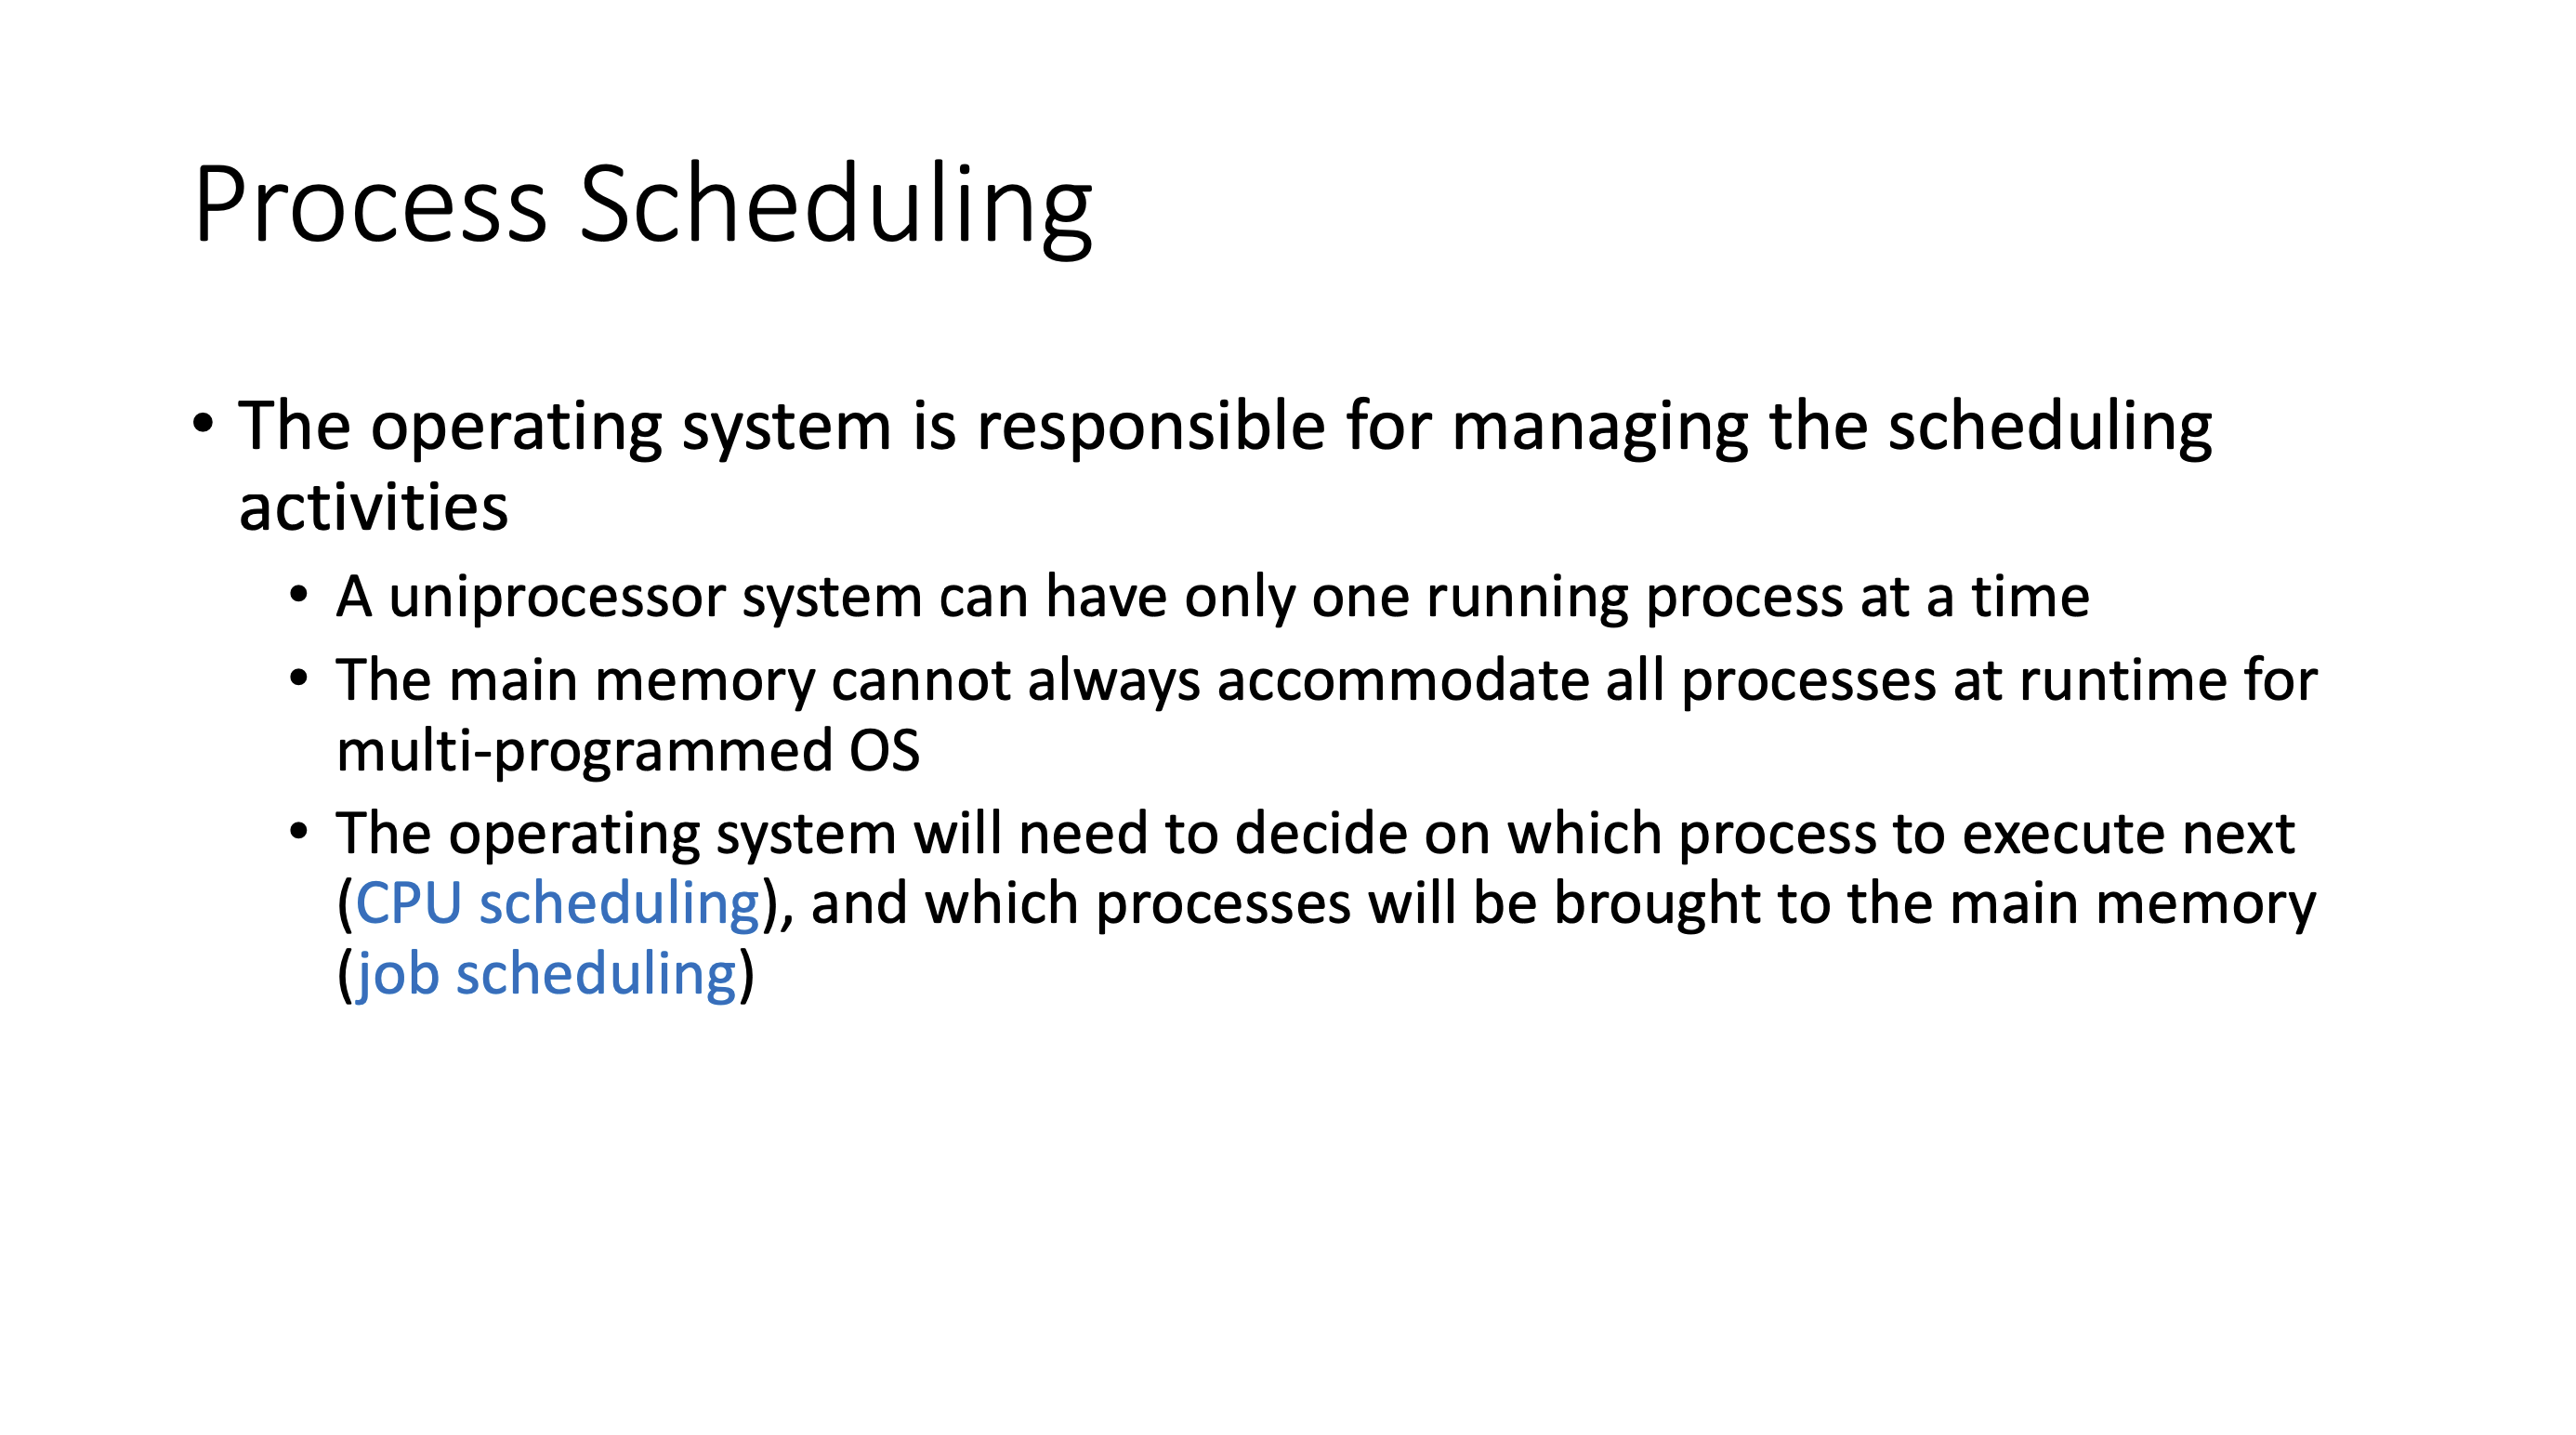 Process Scheduling
• The operating system is responsible for managing the scheduling
activities
• A uniprocessor system can have only one running process at a time
• The main memory cannot always accommodate all processes at runtime for
multi-programmed OS
• The operating system will need to decide on which process to execute next
(CPU scheduling), and which processes will be brought to the main memory
(job scheduling)